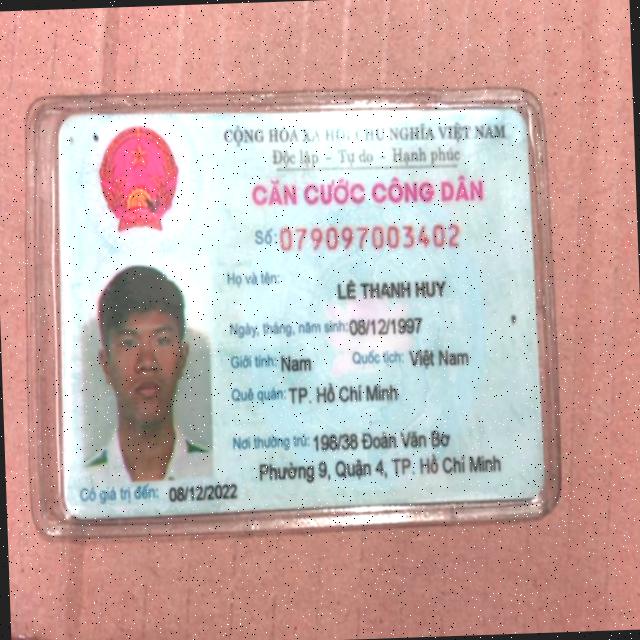 CỘNG HÒA XÃ HỘI CHỦ NGHĨA VIỆT NAM
Độc lập - Tự do - Hạnh phúc
CĂN CƯỚC CÔNG DÂN
Số: 079097003402
Họ và tên:
LÊ THANH HUY
Ngày, tháng, năm sinh: 08/12/1997
Giới tính: Nam Quốc tịch: Việt Nam
Quê quán: TP. Hồ Chí Minh
Nơi thường trú: 198/38 Đoàn Văn Bơ
Phường 9, Quận 4, TP. Hồ Chí Minh
Có giá trị đến: 08/12/2022